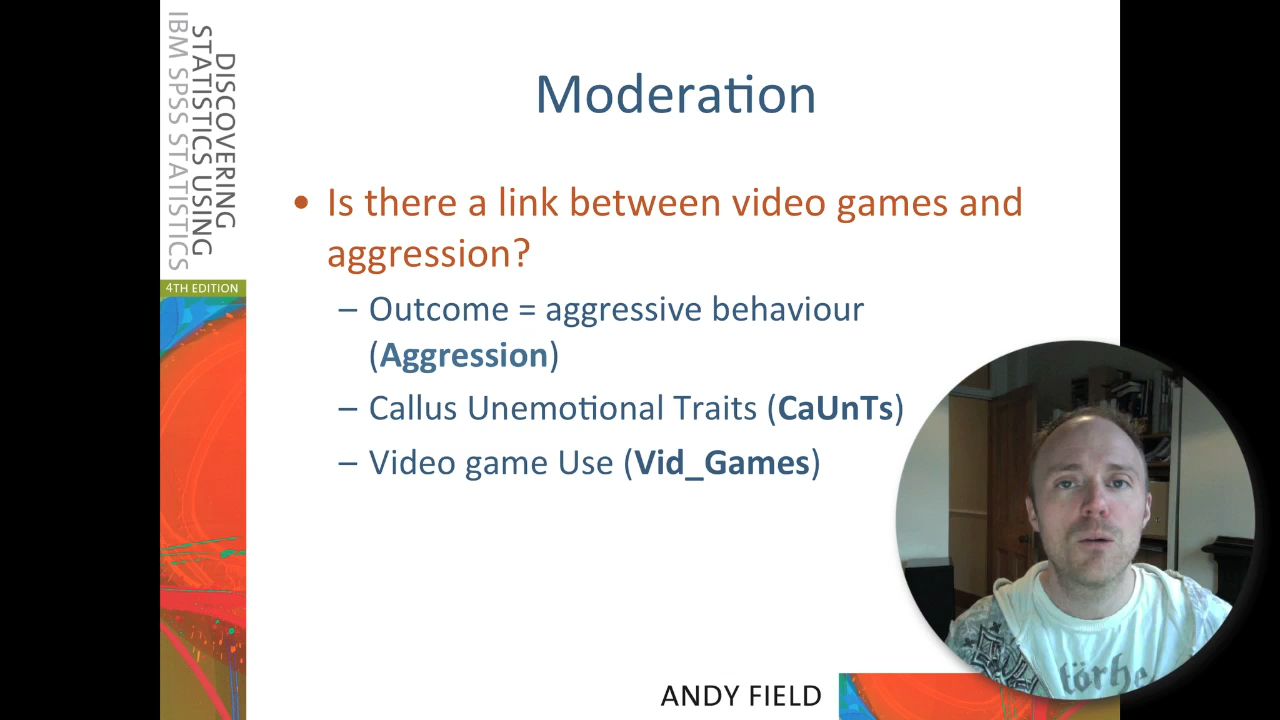 DISCOVERING
STATISTICS USING
IBM SPSS STATISTICS
4TH EDITION
Moderation
• Is there a link between video games and
aggression?
– Outcome = aggressive behaviour
(Aggression)
– Callus Unemotional Traits (CaUnTs)
– Video game Use (Vid_Games)
törhe
ANDY FIELD